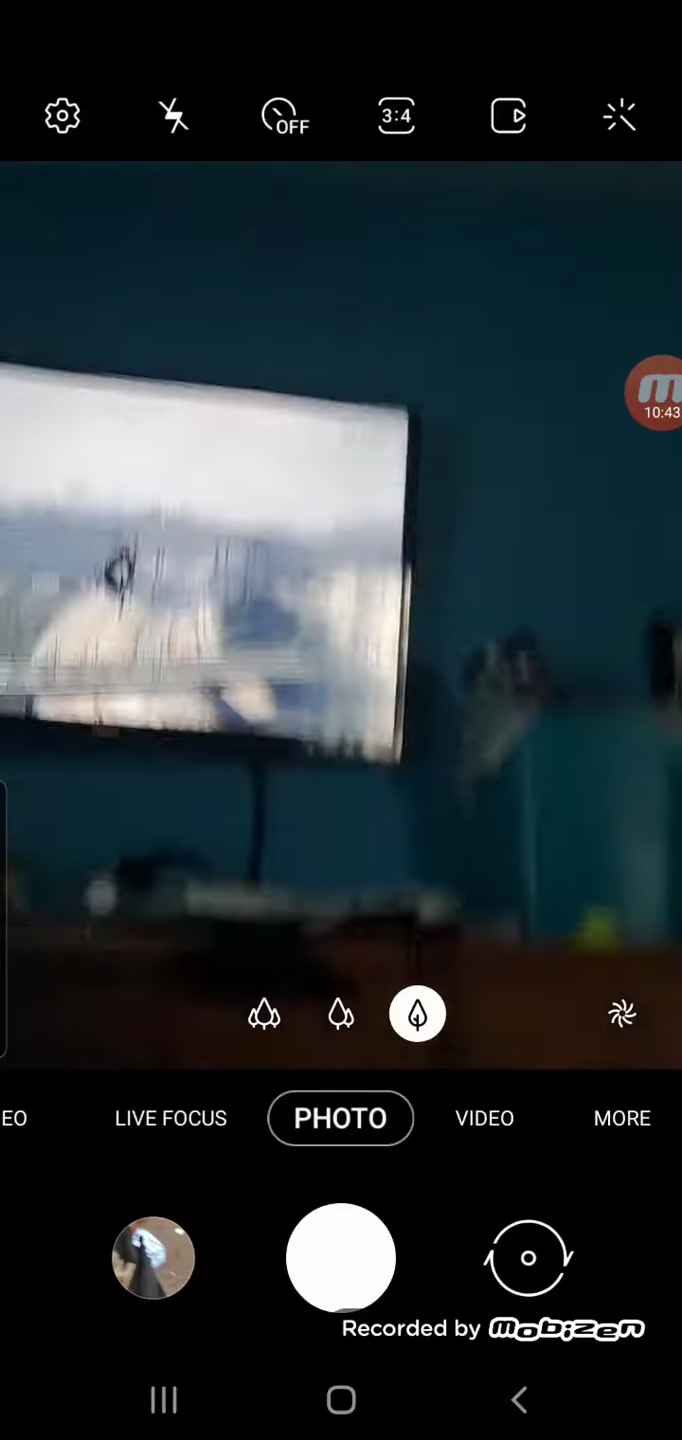 OFF
3:4
m
10:43
EO
LIVE FOCUS
PHOTO
VIDEO
MORE
Recorded by mobizen